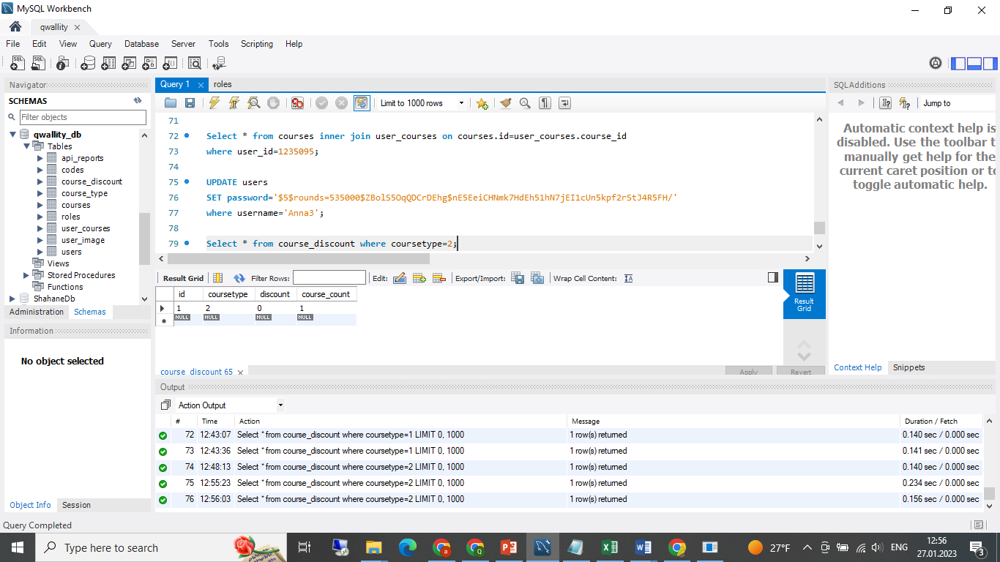 MySQL Workbench
qwallity
File Edit View Query Database Server Tools Scripting Help
Navigator
SCHEMAS
Filter objects
qwallity_db
Tables
api_reports
codes
course_discount
course_type
courses
roles
user_courses
user_image
users
Views
Stored Procedures
Functions
ShahaneDb
Administration Schemas
Information
No object selected
Object Info Session
Query Completed
Query 1 roles
Limit to 1000 rows
71
72 Select * from courses inner join user_courses on courses.id=user_courses.course_id
73 where user_id=1235095;
74
75 UPDATE users
76 SET password='$5$rounds=535000$ZBolS5OqQDCrDEhg$nE5EeiCHNmk7HdEh51hN7jEI1cUn5kpf2rStJ4R5FH/'
77 where username='Anna3';
78
79 Select * from course_discount where coursetype=2;
Result Grid Filter Rows: Edit: Export/Import: Wrap Cell Content:
id coursetype discount course_count
1 2 0 1
NULL NULL NULL NULL
Result
Grid
course_discount 65
Apply Revert
SQLAdditions
Jump to
Automatic context help is
disabled. Use the toolbar t
manually get help for the
current caret position or to
toggle automatic help.
Context Help Snippets
Output
Action Output
# Time Action Message Duration / Fetch
72 12:43:07 Select * from course_discount where coursetype=1 LIMIT 0, 1000 1 row(s) returned 0.140 sec / 0.000 sec
73 12:43:36 Select * from course_discount where coursetype=1 LIMIT 0, 1000 1 row(s) returned 0.141 sec / 0.000 sec
74 12:48:13 Select * from course_discount where coursetype=2 LIMIT 0, 1000 1 row(s) returned 0.140 sec / 0.000 sec
75 12:55:23 Select * from course_discount where coursetype=2 LIMIT 0, 1000 1 row(s) returned 0.234 sec / 0.000 sec
76 12:56:03 Select * from course_discount where coursetype=2 LIMIT 0, 1000 1 row(s) returned 0.156 sec / 0.000 sec
Type here to search
27°F
ENG
12:56
27.01.2023
3